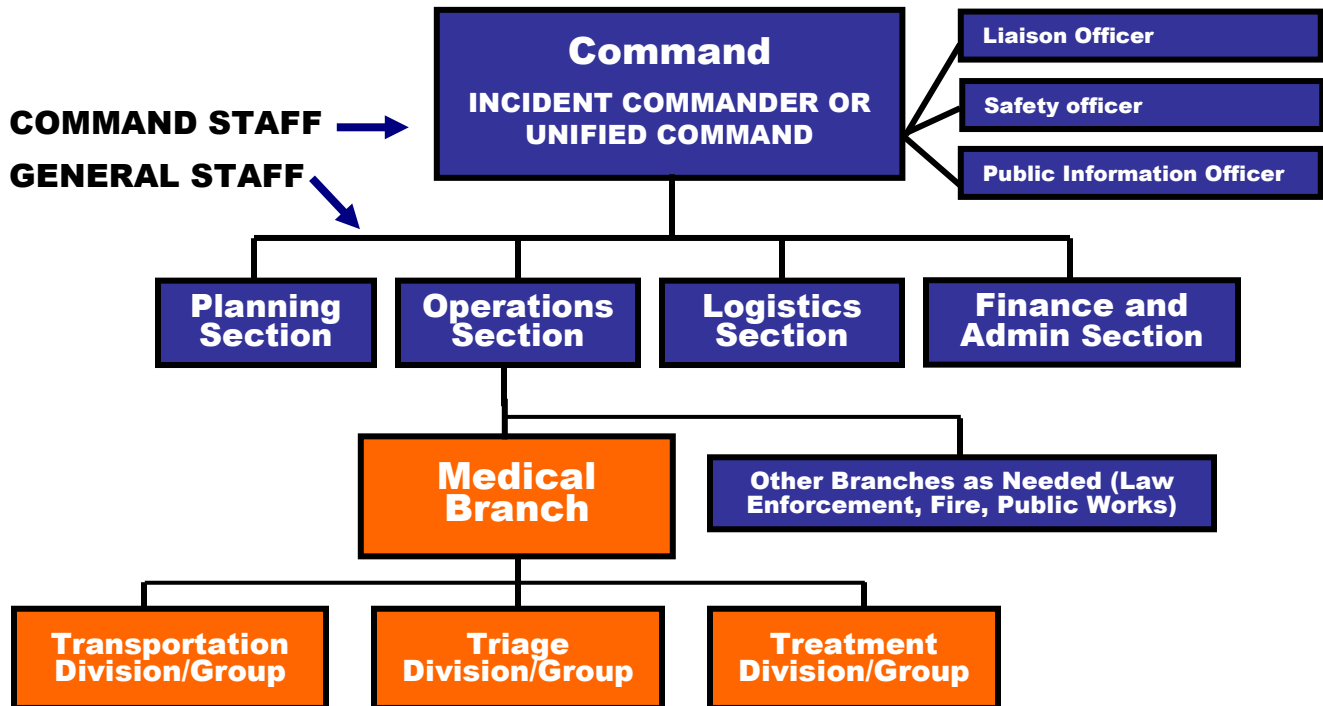 Command
INCIDENT COMMANDER OR
UNIFIED COMMAND
Liaison Officer
Safety officer
Public Information Officer
COMMAND STAFF
GENERAL STAFF
Planning
Section
Operations
Section
Logistics
Section
Finance and
Admin Section
Medical
Branch
Other Branches as Needed (Law
Enforcement, Fire, Public Works)
Transportation
Division/Group
Triage
Division/Group
Treatment
Division/Group